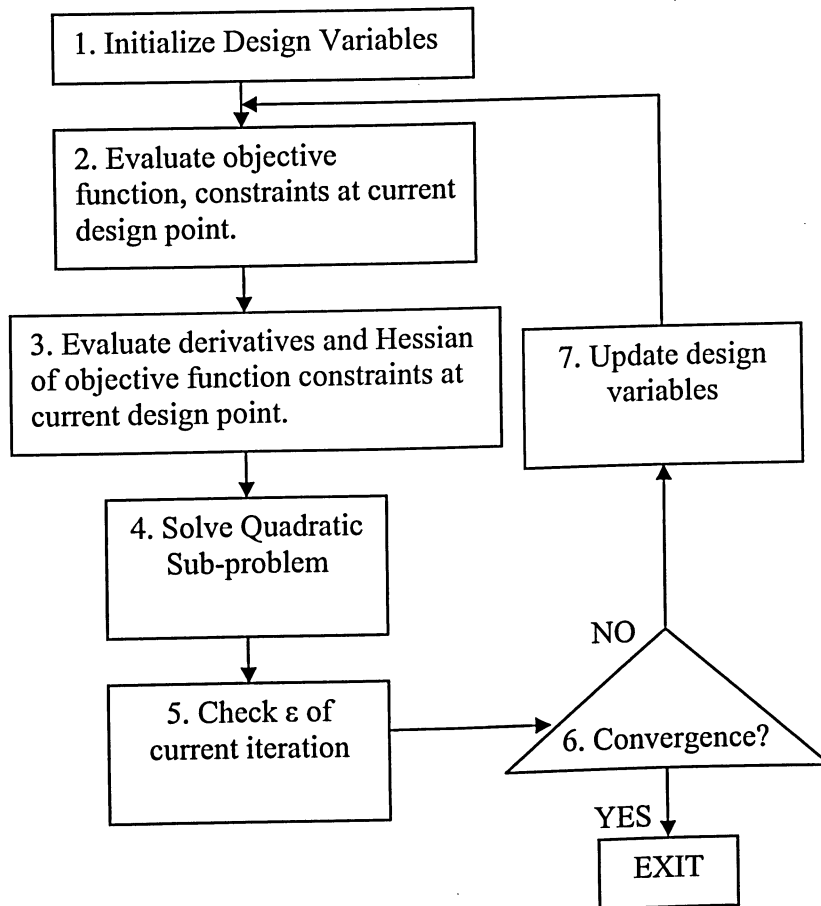 1. Initialize Design Variables
2. Evaluate objective
function, constraints at current
design point.
3. Evaluate derivatives and Hessian
of objective function constraints at
current design point.
4. Solve Quadratic
Sub-problem
5. Check ε of
current iteration
6. Convergence?
NO
YES
EXIT
7. Update design
variables